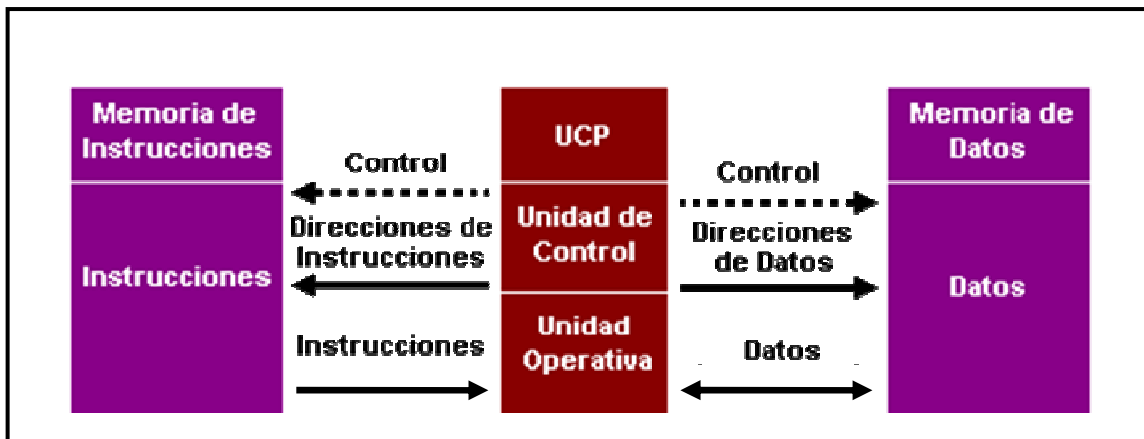 Memoria de
Instrucciones
Instrucciones
Control
Direcciones de
Instrucciones
Instrucciones
UCP
Unidad de
Control
Unidad
Operativa
Control
Direcciones
de Datos
Datos
Memoria de
Datos
Datos